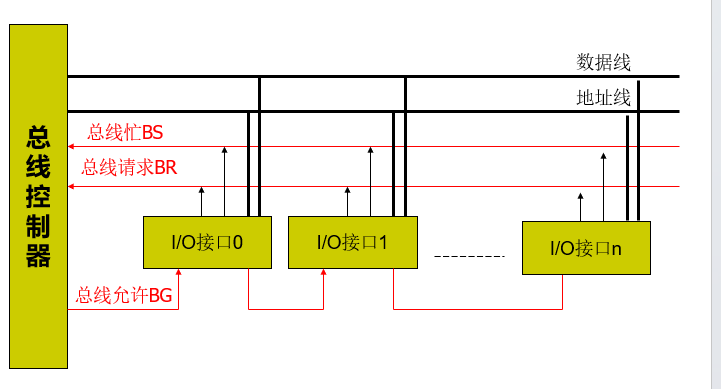 总线控制器
数据线
地址线
总线忙BS
总线请求BR
I/O接口0
I/O接口1
I/O接口n
总线允许BG